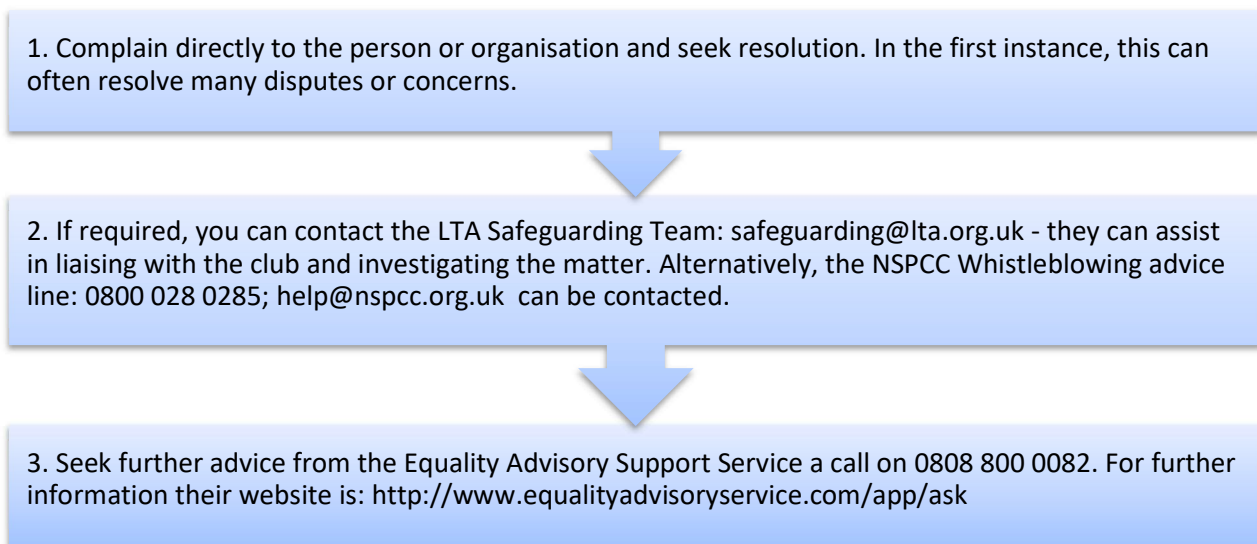 1. Complain directly to the person or organisation and seek resolution. In the first instance, this can
often resolve many disputes or concerns.
2. If required, you can contact the LTA Safeguarding Team: safeguarding@lta.org.uk - they can assist
in liaising with the club and investigating the matter. Alternatively, the NSPCC Whistleblowing advice
line: 0800 028 0285; help@nspcc.org.uk can be contacted.
3. Seek further advice from the Equality Advisory Support Service a call on 0808 800 0082. For further
information their website is: http://www.equalityadvisoryservice.com/app/ask